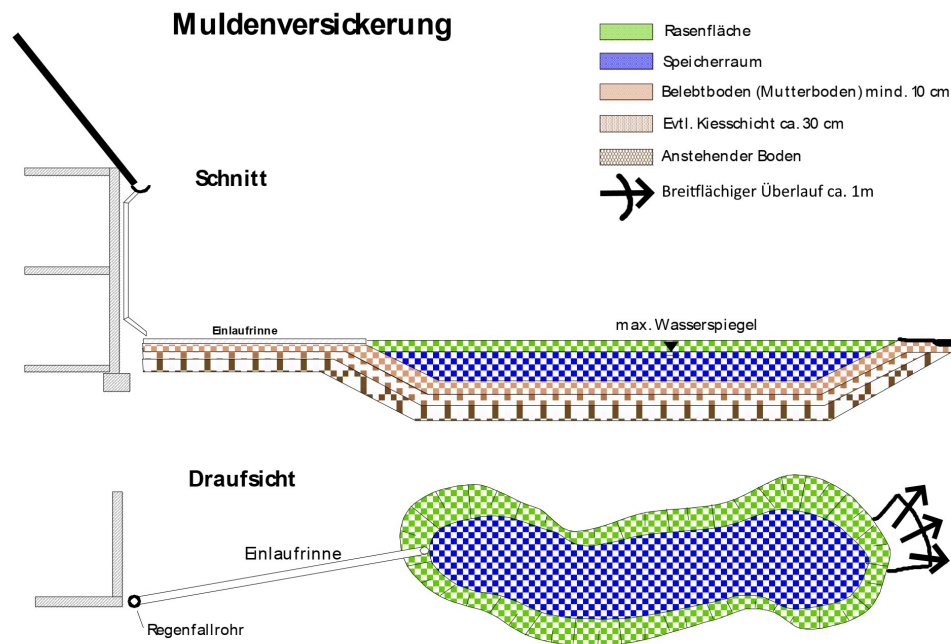 Muldenversickerung
Rasenfläche
Speicherraum
Belebtboden (Mutterboden) mind. 10 cm
Evtl. Kiesschicht ca. 30 cm
Anstehender Boden
Breitflächiger Überlauf ca. 1m
Schnitt
Einlaufrinne
max. Wasserspiegel
Draufsicht
Einlaufrinne
Regenfallrohr